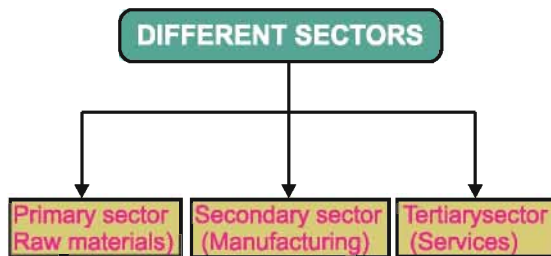 DIFFERENT SECTORS
Primary sector
Raw materials)
Secondary sector
(Manufacturing)
Tertiarysector
(Services)